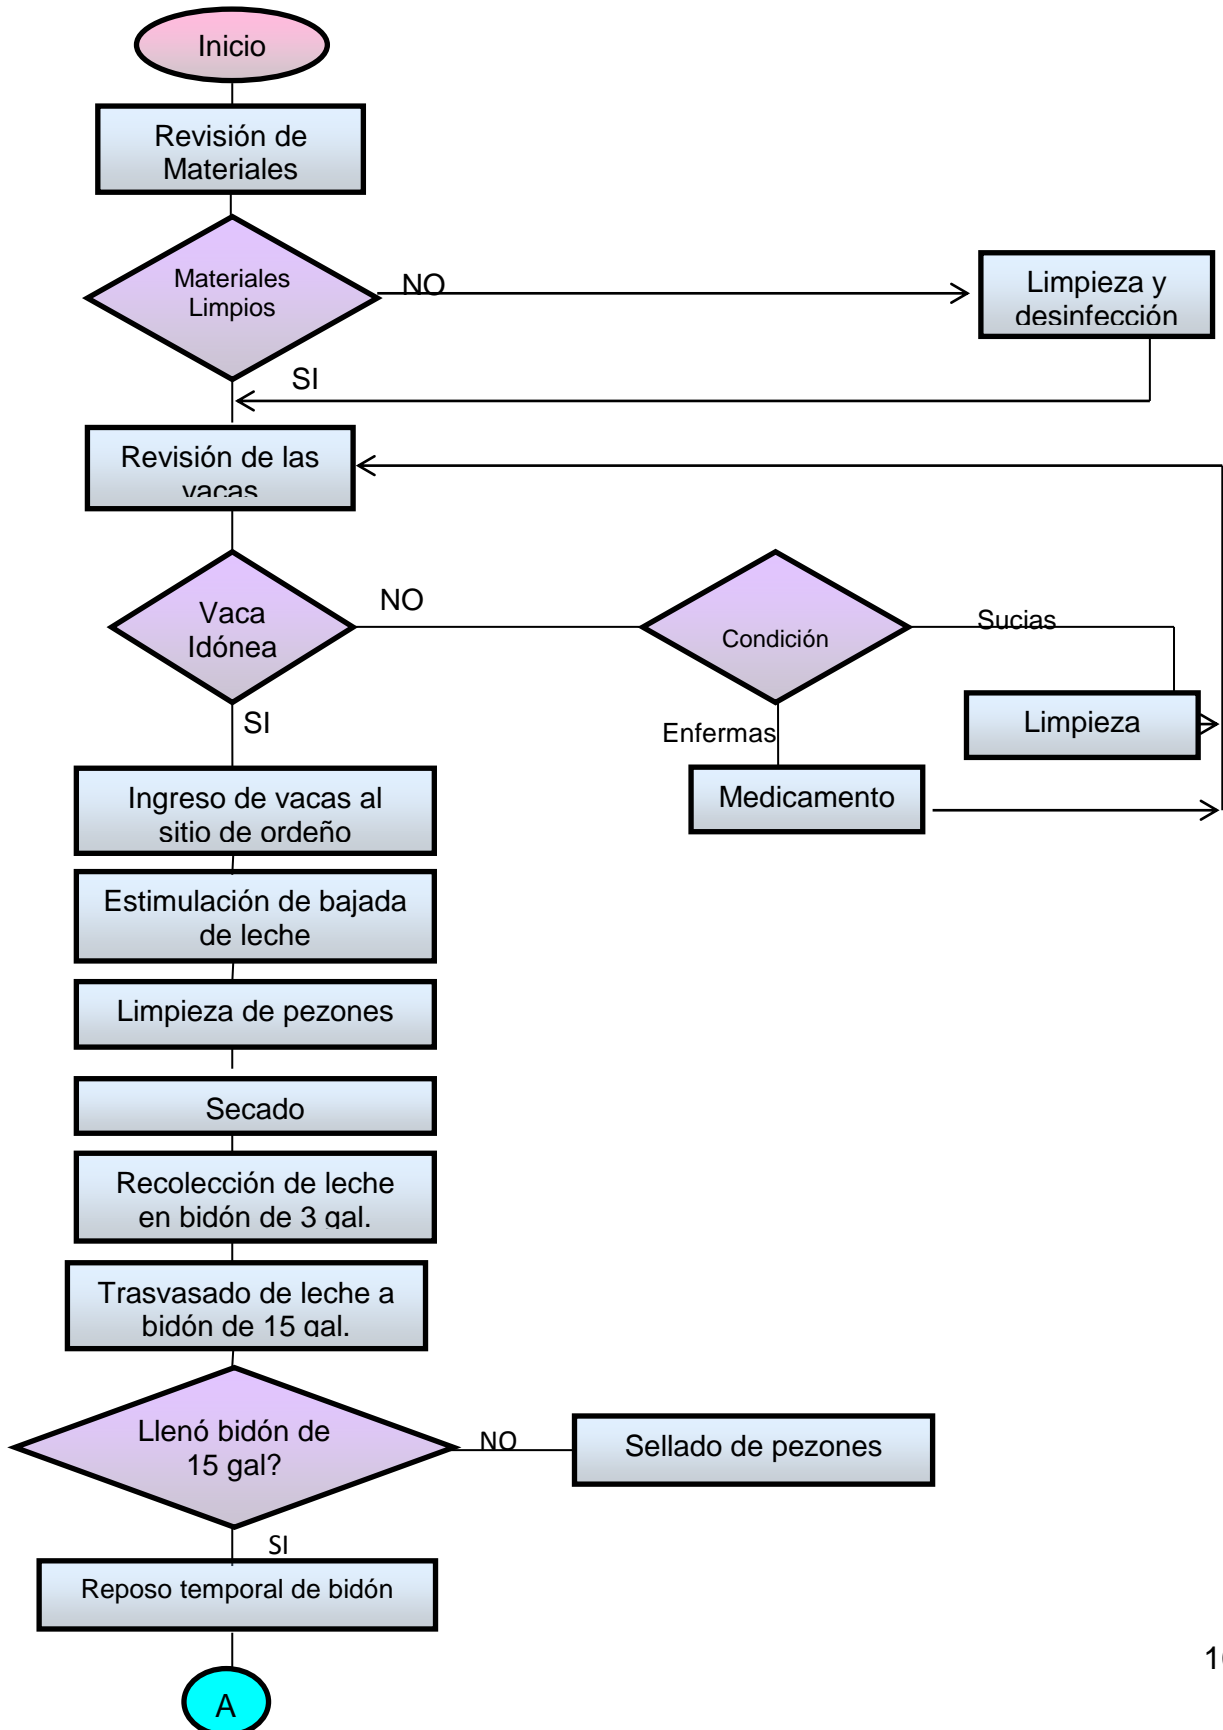 Inicio
Revisión de
Materiales
Materiales
Limpios
NO
Limpieza y
desinfección
SI
Revisión de las
vacas
Vaca
Idónea
NO
Condición
Sucias
SI
Enfermas
Limpieza
Medicamento
Ingreso de vacas al
sitio de ordeño
Estimulación de bajada
de leche
Limpieza de pezones
Secado
Recolección de leche
en bidón de 3 gal.
Trasvasado de leche a
bidón de 15 gal.
Llenó bidón de
15 gal?
NO
Sellado de pezones
SI
Reposo temporal de bidón
A